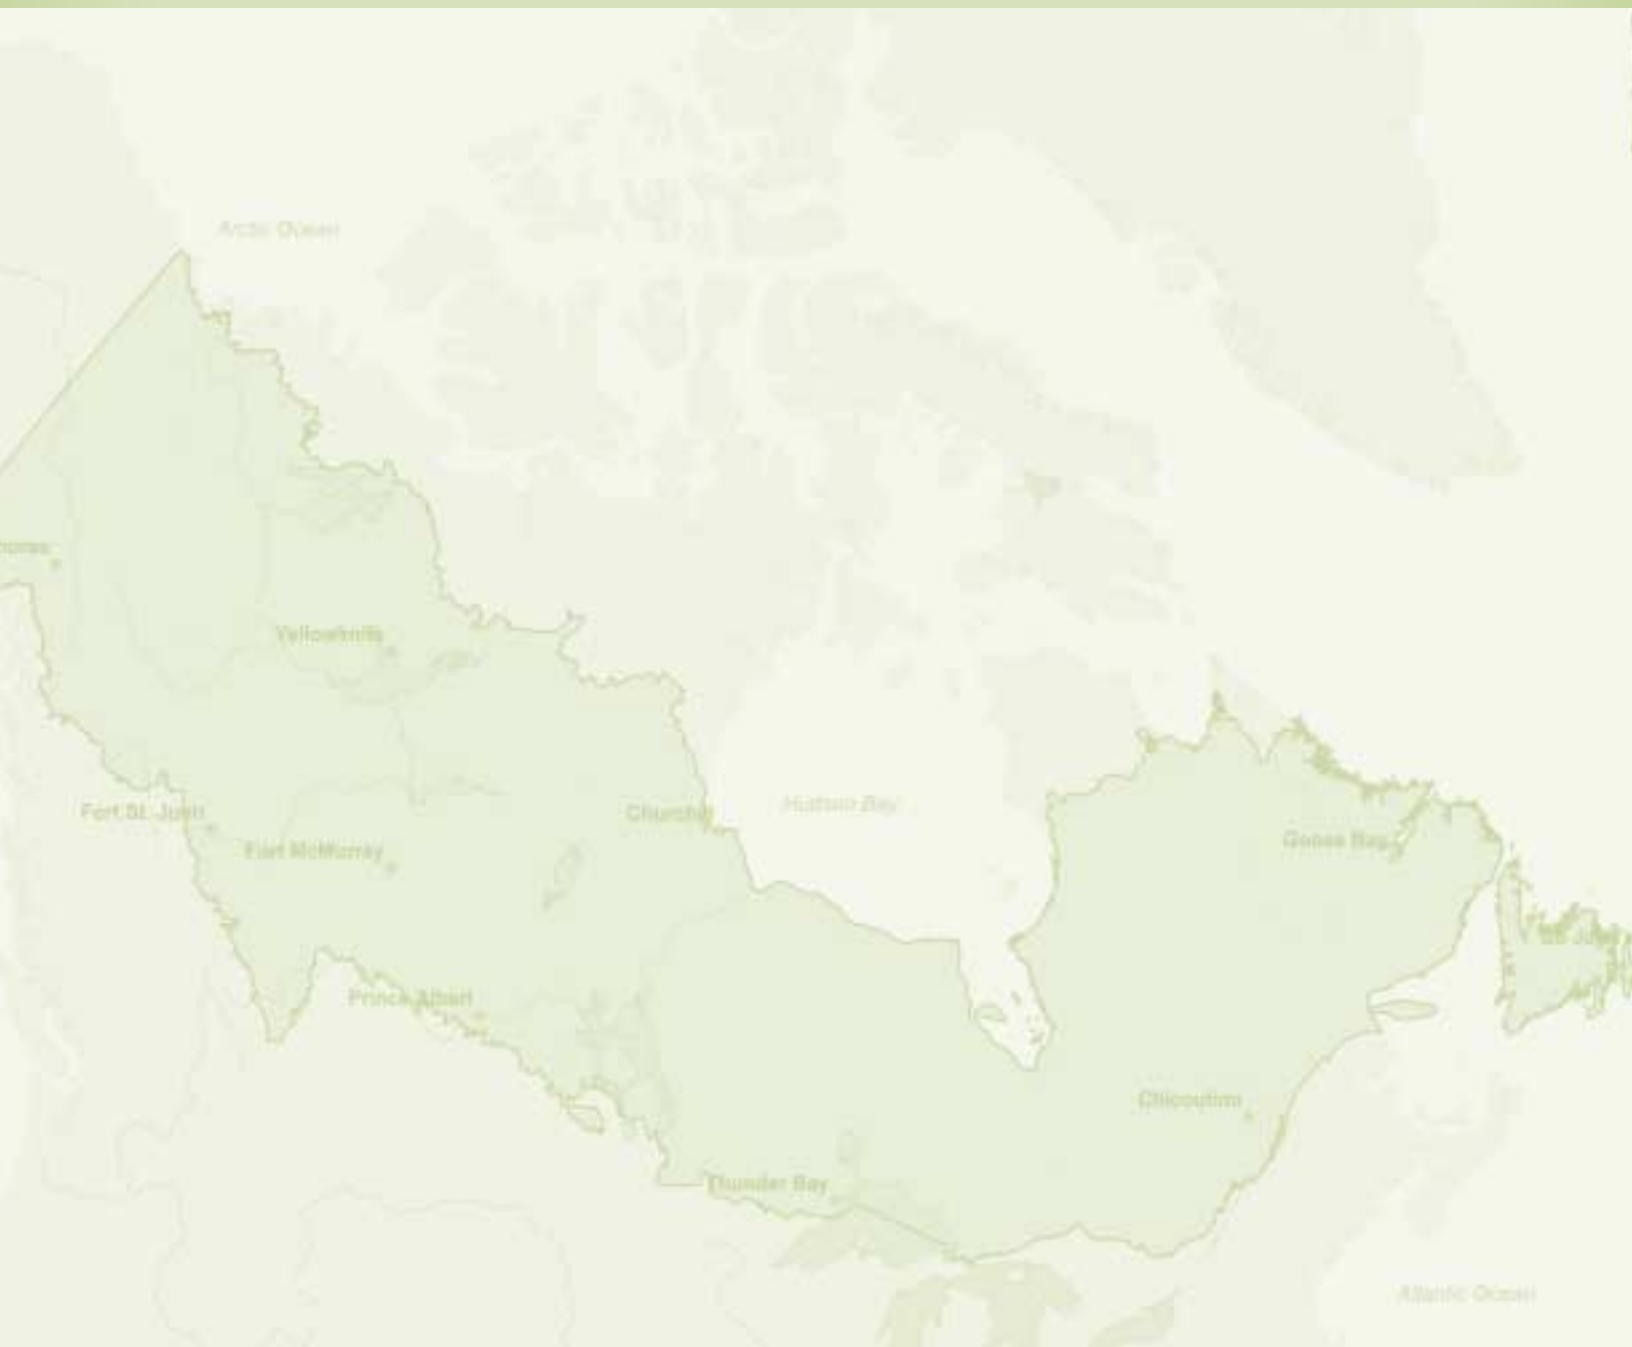 Arctic Ocean
Yellowknife
Fort St. John
Churchill
Hudson Bay
Goose Bay
Fort McMurray
Prince Albert
Chicoutimi
Thunder Bay
Atlantic Ocean